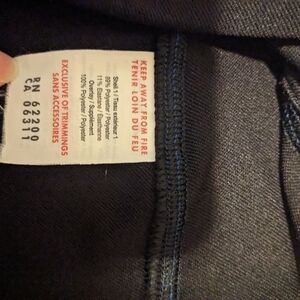 KEEP AWAY FROM FIRE
TENIR LOIN DU FEU
Shell 1 / Tissu extérieur 1:
89% Polyester / Polyester
11% Elastane / Elasthanne
Overlay / Supplément
100% Polyester / Polyester
EXCLUSIVE OF TRIMMINGS
SANS ACCESSOIRES
RN 62200
CA 06311